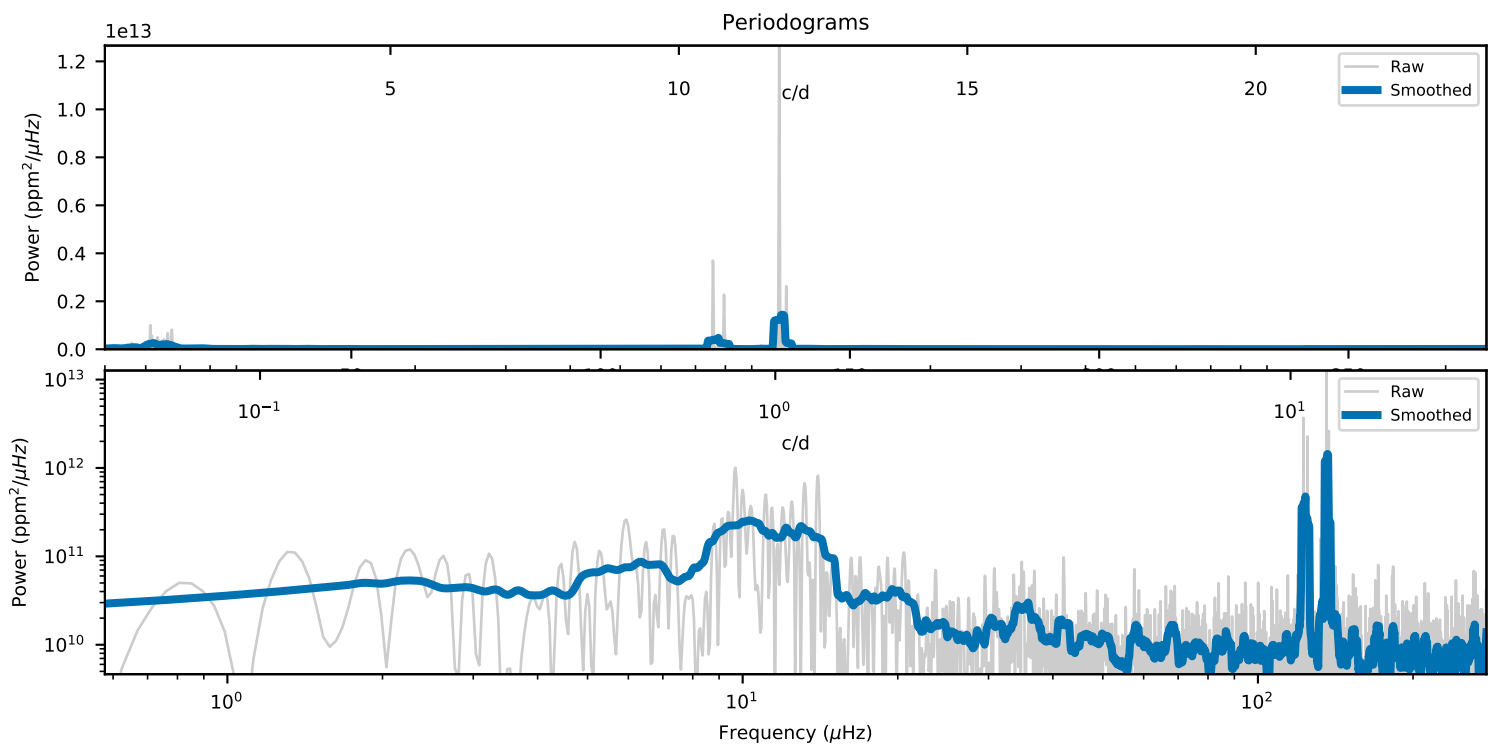 Periodograms
1e13
1.2
1.0
0.8
0.6
0.4
0.2
0.0
Power (ppm²/μHz)
5 10 15 20
c/d
Raw
Smoothed
10¹³
10¹²
10¹¹
10¹⁰
Power (ppm²/μHz)
10⁻¹ 10⁰ 10¹
c/d
Raw
Smoothed
10⁰ 10¹ 10²
Frequency (μHz)